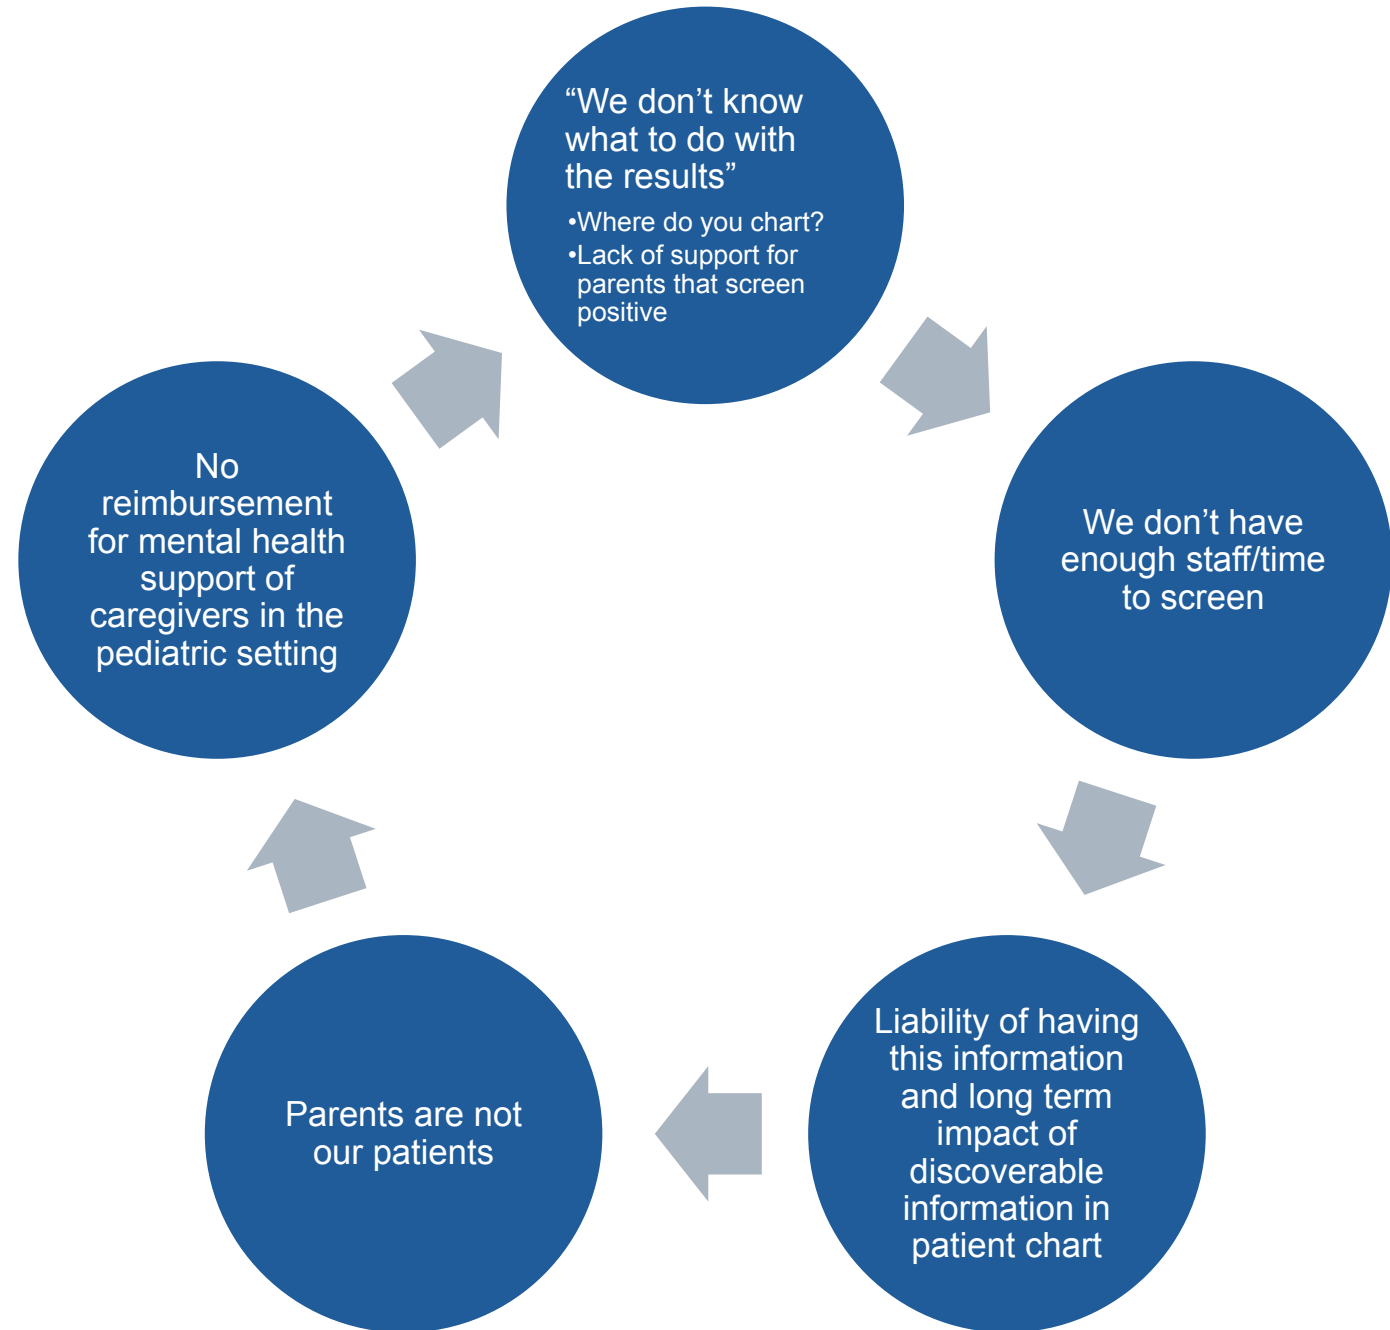 “We don’t know
what to do with
the results”
•Where do you chart?
•Lack of support for
parents that screen
positive
We don’t have
enough staff/time
to screen
Liability of having
this information
and long term
impact of
discoverable
information in
patient chart
Parents are not
our patients
No
reimbursement
for mental health
support of
caregivers in the
pediatric setting